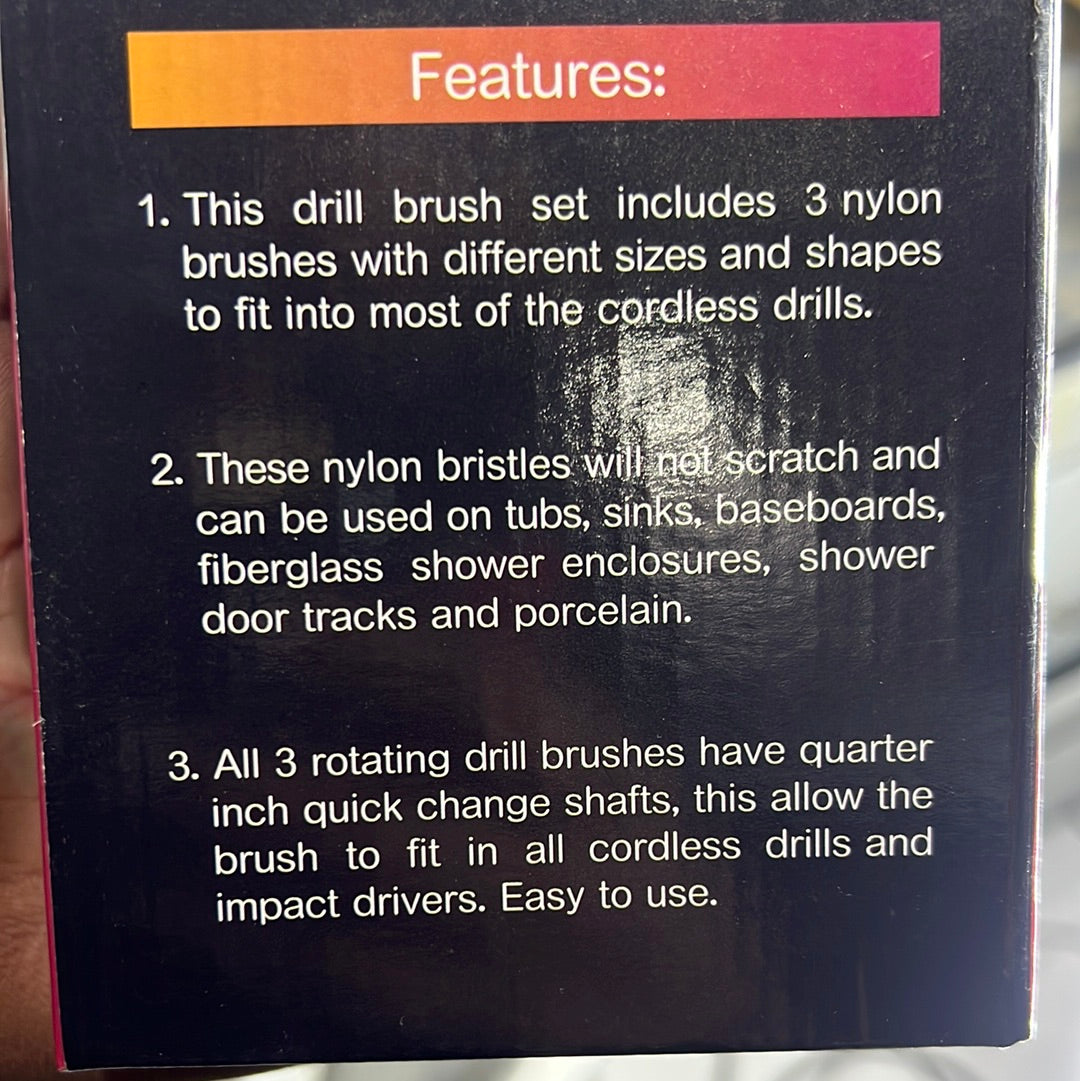 Features:
1. This drill brush set includes 3 nylon
brushes with different sizes and shapes
to fit into most of the cordless drills.
2. These nylon bristles will not scratch and
can be used on tubs, sinks, baseboards,
fiberglass shower enclosures, shower
door tracks and porcelain.
3. All 3 rotating drill brushes have quarter
inch quick change shafts, this allow the
brush to fit in all cordless drills and
impact drivers. Easy to use.